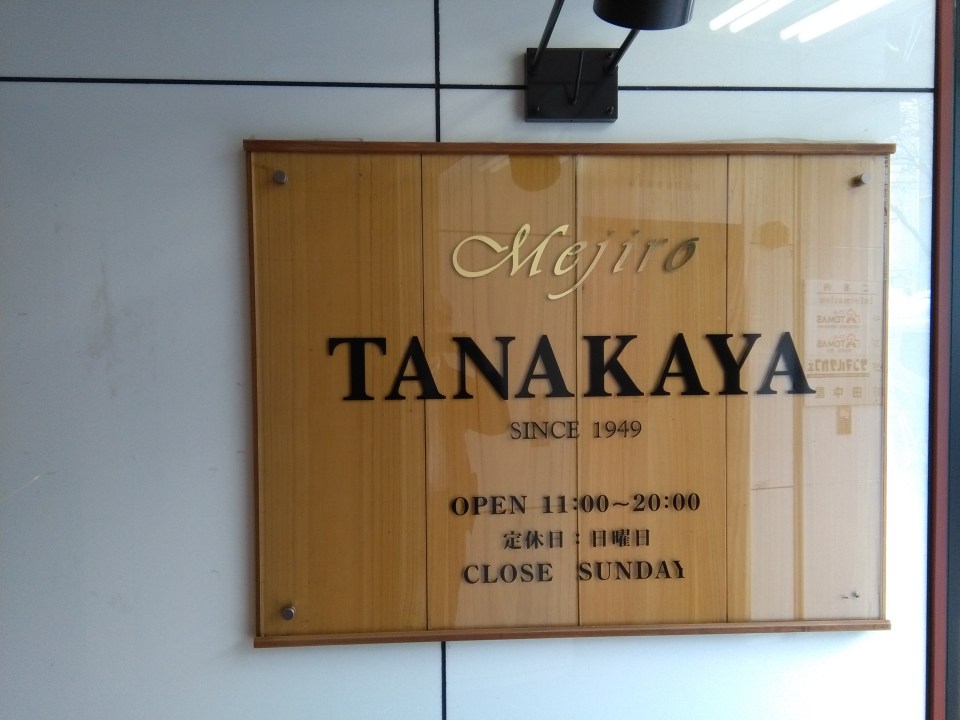 Mejiro
TANAKAYA
SINCE 1949
OPEN 11:00~20:00
定休日：日曜日
CLOSE SUNDAY